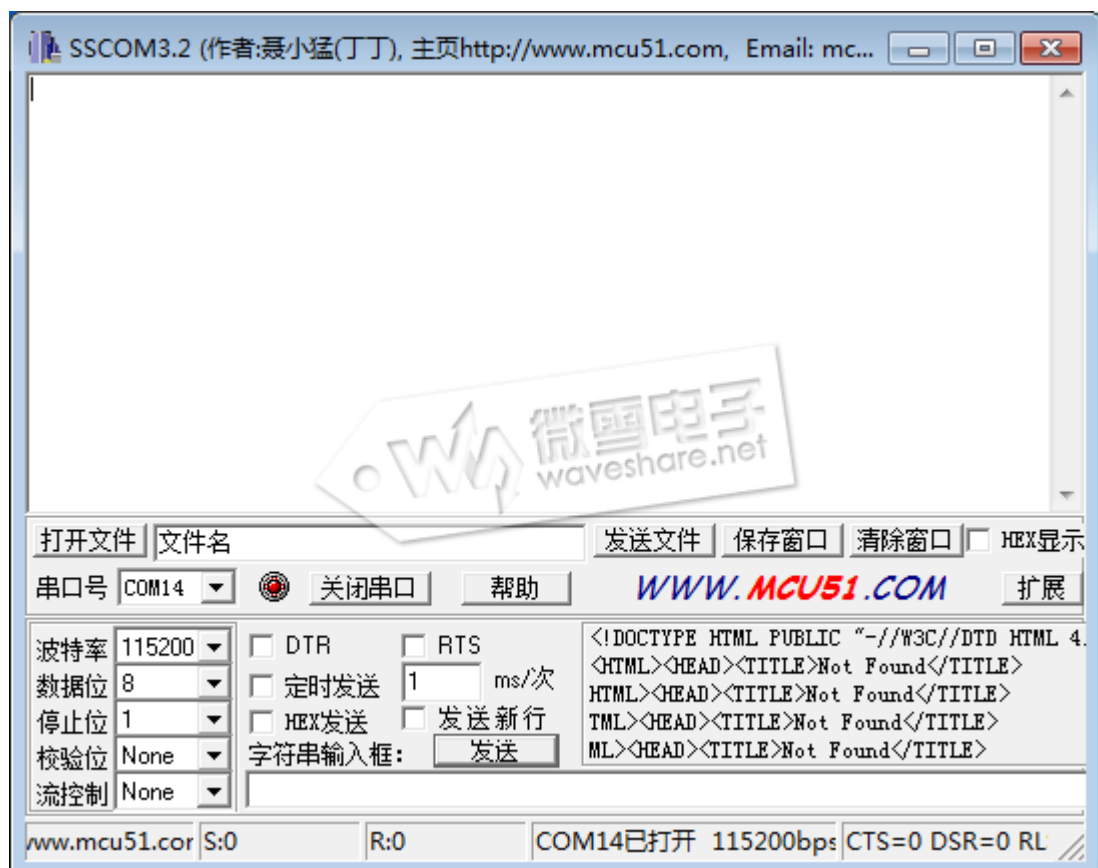 SSCOM3.2 (作者:聂小猛(丁丁), 主页http://www.mcu51.com, Email: mc...
微雪电子
waveshare.net
打开文件 文件名 发送文件 保存窗口 清除窗口 HEX显示
串口号 COM14 关闭串口 帮助 WWW.MCU51.COM 扩展
波特率 115200 DTR RTS
数据位 8 定时发送 1 ms/次
停止位 1 HEX发送 发送新行
校验位 None 字符串输入框: 发送
流控制 None
<!DOCTYPE HTML PUBLIC "-//W3C//DTD HTML 4.
<HTML><HEAD><TITLE>Not Found</TITLE>
HTML><HEAD><TITLE>Not Found</TITLE>
TML><HEAD><TITLE>Not Found</TITLE>
ML><HEAD><TITLE>Not Found</TITLE>
www.mcu51.cor S:0 R:0 COM14已打开 115200bps CTS=0 DSR=0 RL